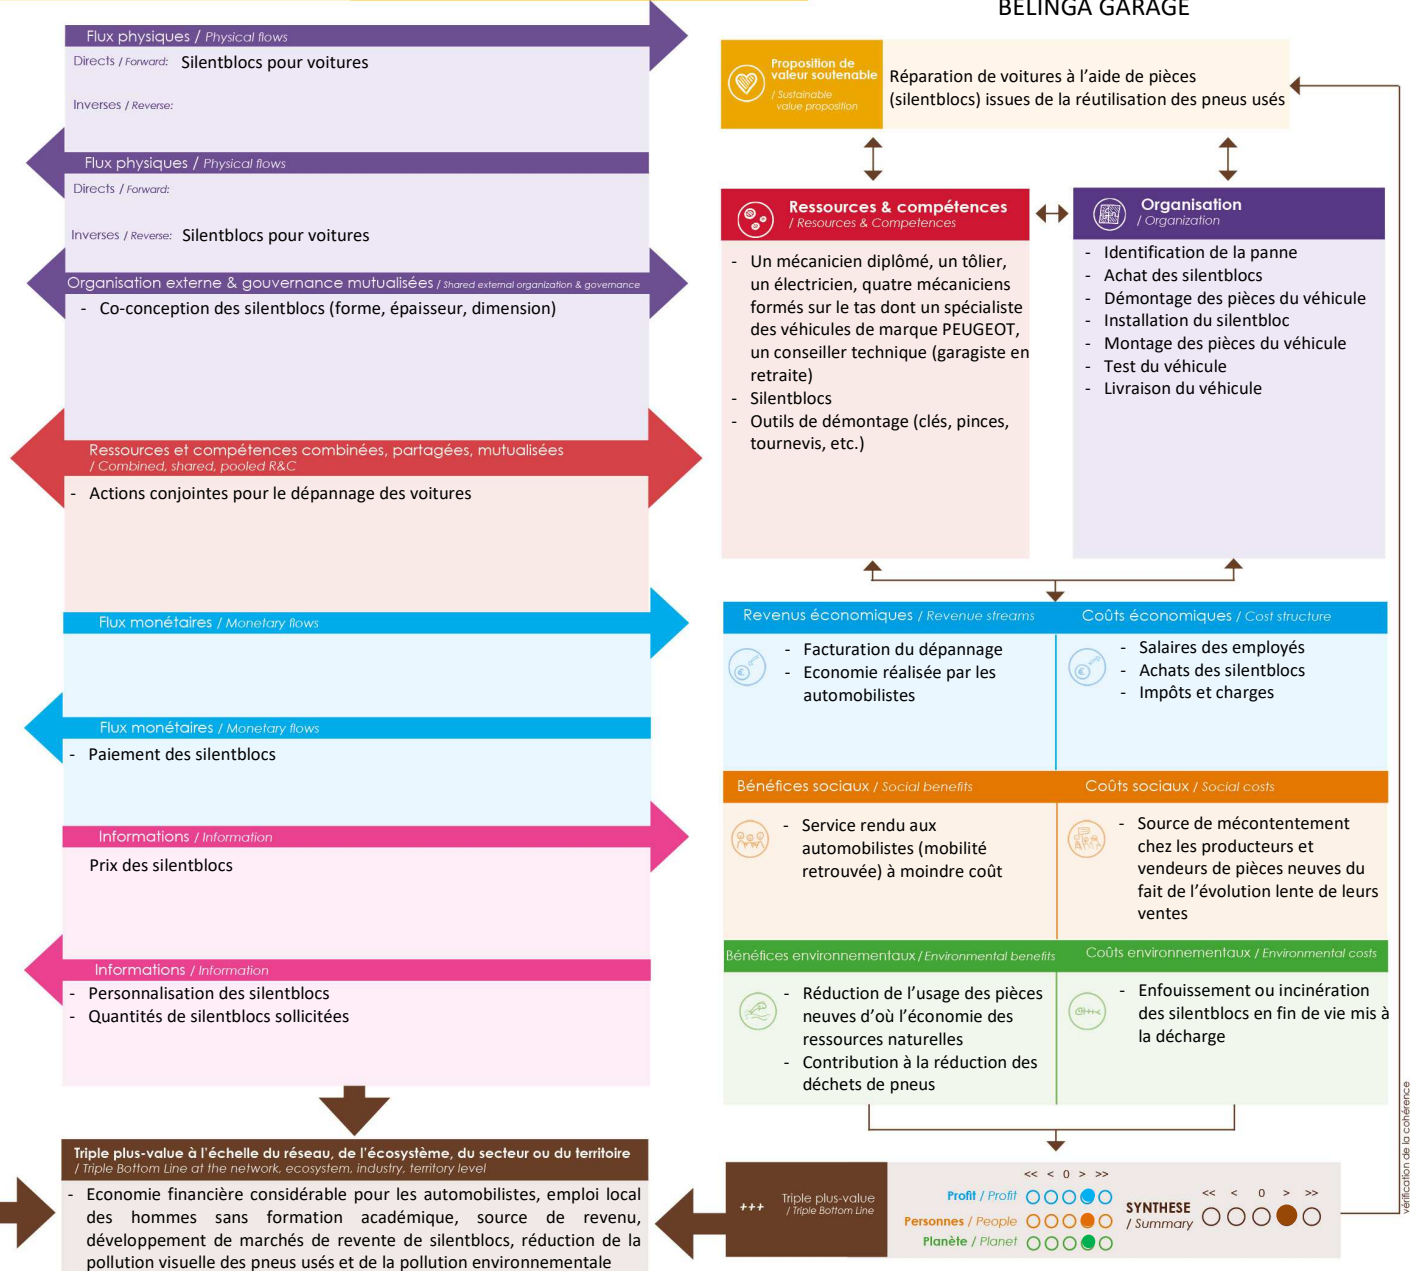 BELINGA GARAGE
Flux physiques / Physical flows
Directs / Forward: Silentblocs pour voitures
Inverses / Reverse:
Flux physiques / Physical flows
Directs / Forward:
Inverses / Reverse: Silentblocs pour voitures
Organisation externe & gouvernance mutualisées / Shared external organization & governance
- Co-conception des silentblocs (forme, épaisseur, dimension)
Ressources et compétences combinées, partagées, mutualisées
/ Combined, shared, pooled R&C
- Actions conjointes pour le dépannage des voitures
Flux monétaires / Monetary flows
Flux monétaires / Monetary flows
- Paiement des silentblocs
Informations / Information
Prix des silentblocs
Informations / Information
- Personnalisation des silentblocs
- Quantités de silentblocs sollicitées
Triple plus-value à l'échelle du réseau, de l'écosystème, du secteur ou du territoire
/ Triple Bottom Line at the network, ecosystem, industry, territory level
- Economie financière considérable pour les automobilistes, emploi local
des hommes sans formation académique, source de revenu,
développement de marchés de revente de silentblocs, réduction de la
pollution visuelle des pneus usés et de la pollution environnementale
Proposition de
valeur soutenable
/ Sustainable
value proposition
Réparation de voitures à l'aide de pièces
(silentblocs) issues de la réutilisation des pneus usés
Ressources & compétences
/ Resources & Competences
- Un mécanicien diplômé, un tôlier,
un électricien, quatre mécaniciens
formés sur le tas dont un spécialiste
des véhicules de marque PEUGEOT,
un conseiller technique (garagiste en
retraite)
- Silentblocs
- Outils de démontage (clés, pinces,
tournevis, etc.)
Organisation
/ Organization
- Identification de la panne
- Achat des silentblocs
- Démontage des pièces du véhicule
- Installation du silentbloc
- Montage des pièces du véhicule
- Test du véhicule
- Livraison du véhicule
Revenus économiques / Revenue streams
- Facturation du dépannage
- Economie réalisée par les
automobilistes
Coûts économiques / Cost structure
- Salaires des employés
- Achats des silentblocs
- Impôts et charges
Bénéfices sociaux / Social benefits
- Service rendu aux
automobilistes (mobilité
retrouvée) à moindre coût
Coûts sociaux / Social costs
- Source de mécontentement
chez les producteurs et
vendeurs de pièces neuves du
fait de l'évolution lente de leurs
ventes
Bénéfices environnementaux / Environmental benefits
- Réduction de l'usage des pièces
neuves d'où l'économie des
ressources naturelles
- Contribution à la réduction des
déchets de pneus
Coûts environnementaux / Environmental costs
- Enfouissement ou incinération
des silentblocs en fin de vie mis à
la décharge
+++
Triple plus-value
/ Triple Bottom Line
<< < 0 > >>
Profit / Profit
Personnes / People
Planète / Planet
SYNTHESE
/ Summary
<< < 0 > >>
vérification de la cohérence